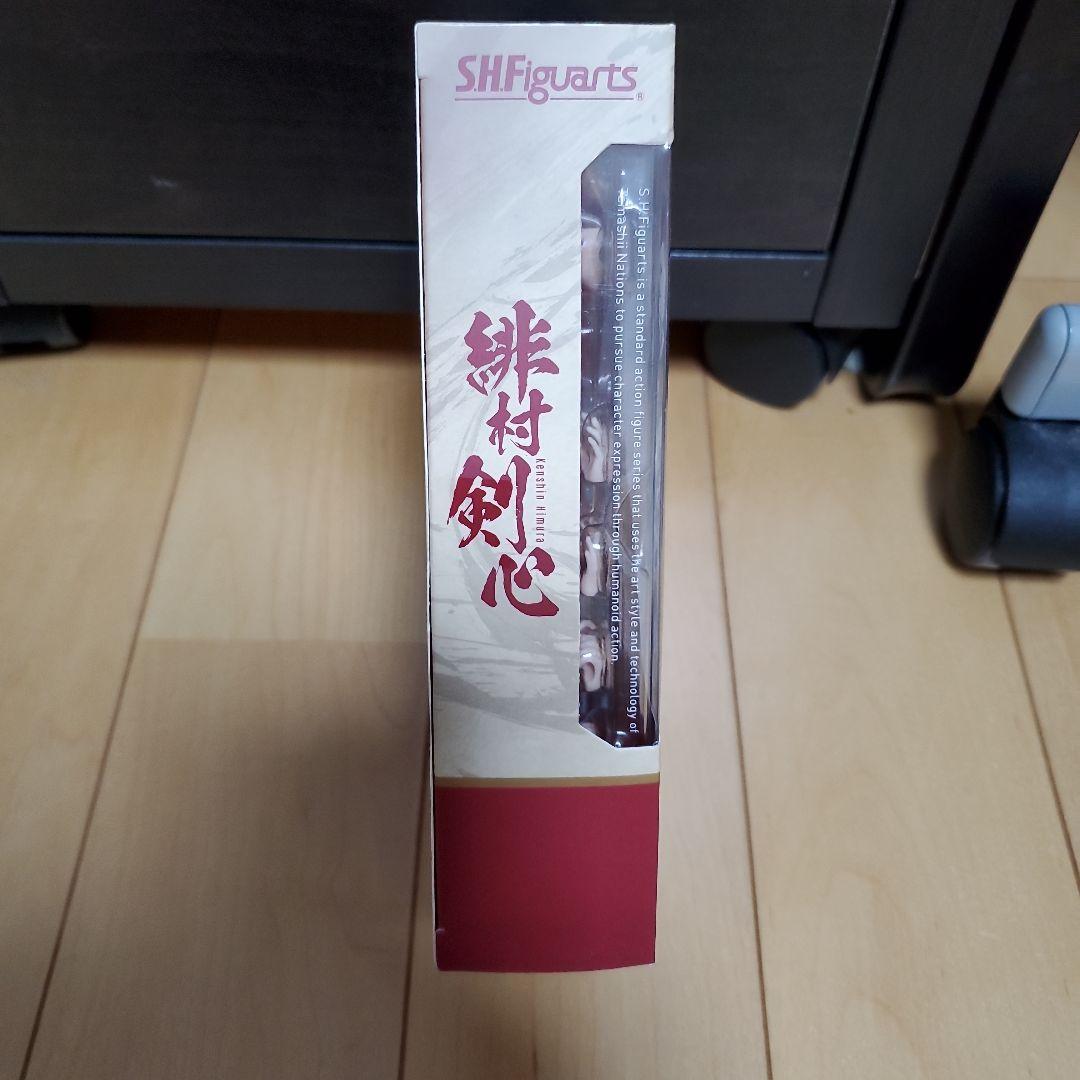 S.H.Figuarts®
緋村剣心
Kenshin Himura
S.H.Figuarts is a standard action figure series that uses the art style and technology of
Tamashii Nations to pursue character expression through humanoid action.